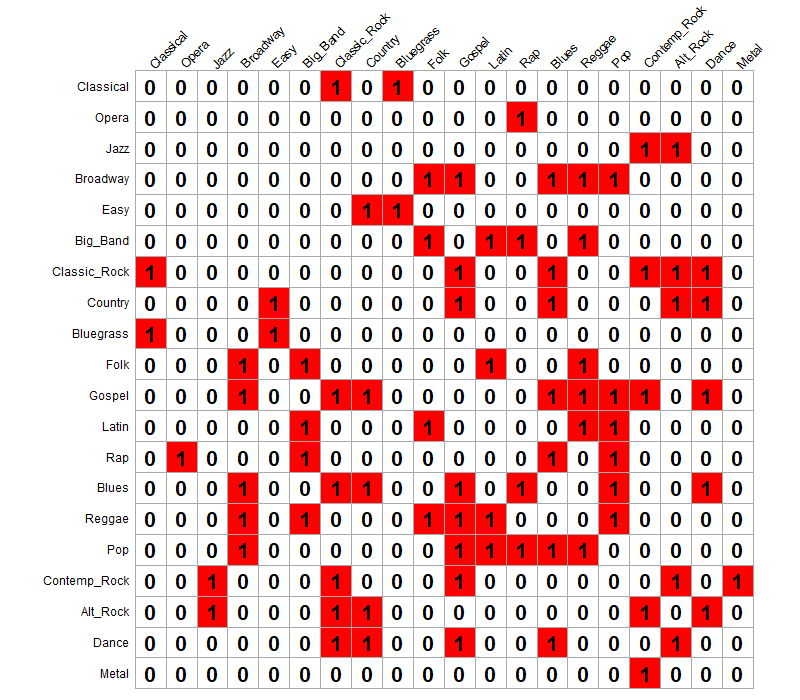 Classical Opera Jazz Broadway Easy Big_Band Classic_Rock Country Bluegrass Folk Gospel Latin Rap Blues Reggae Pop Contemp_Rock Alt_Rock Dance Metal
Classical 0 0 0 0 0 0 1 0 1 0 0 0 0 0 0 0 0 0 0 0
Opera 0 0 0 0 0 0 0 0 0 0 0 0 1 0 0 0 0 0 0 0
Jazz 0 0 0 0 0 0 0 0 0 0 0 0 0 0 0 0 1 1 0 0
Broadway 0 0 0 0 0 0 0 0 0 1 1 0 0 1 1 1 0 0 0 0
Easy 0 0 0 0 0 0 0 1 1 0 0 0 0 0 0 0 0 0 0 0
Big_Band 0 0 0 0 0 0 0 0 0 1 0 1 1 0 1 0 0 0 0 0
Classic_Rock 1 0 0 0 0 0 0 0 0 0 1 0 0 1 0 0 1 1 1 0
Country 0 0 0 0 1 0 0 0 0 0 1 0 0 1 0 0 0 1 1 0
Bluegrass 1 0 0 0 1 0 0 0 0 0 0 0 0 0 0 0 0 0 0 0
Folk 0 0 0 1 0 1 0 0 0 0 0 1 0 0 1 0 0 0 0 0
Gospel 0 0 0 1 0 0 1 1 0 0 0 0 0 1 1 1 1 0 1 0
Latin 0 0 0 0 0 1 0 0 0 1 0 0 0 0 1 1 0 0 0 0
Rap 0 1 0 0 0 1 0 0 0 0 0 0 0 1 0 1 0 0 0 0
Blues 0 0 0 1 0 0 1 1 0 0 1 0 1 0 0 1 0 0 1 0
Reggae 0 0 0 1 0 1 0 0 0 1 1 1 0 0 0 1 0 0 0 0
Pop 0 0 0 1 0 0 0 0 0 0 1 1 1 1 1 0 0 0 0 0
Contemp_Rock 0 0 1 0 0 0 1 0 0 0 1 0 0 0 0 0 0 1 0 1
Alt_Rock 0 0 1 0 0 0 1 1 0 0 0 0 0 0 0 0 1 0 1 0
Dance 0 0 0 0 0 0 1 1 0 0 1 0 0 1 0 0 0 1 0 0
Metal 0 0 0 0 0 0 0 0 0 0 0 0 0 0 0 0 1 0 0 0